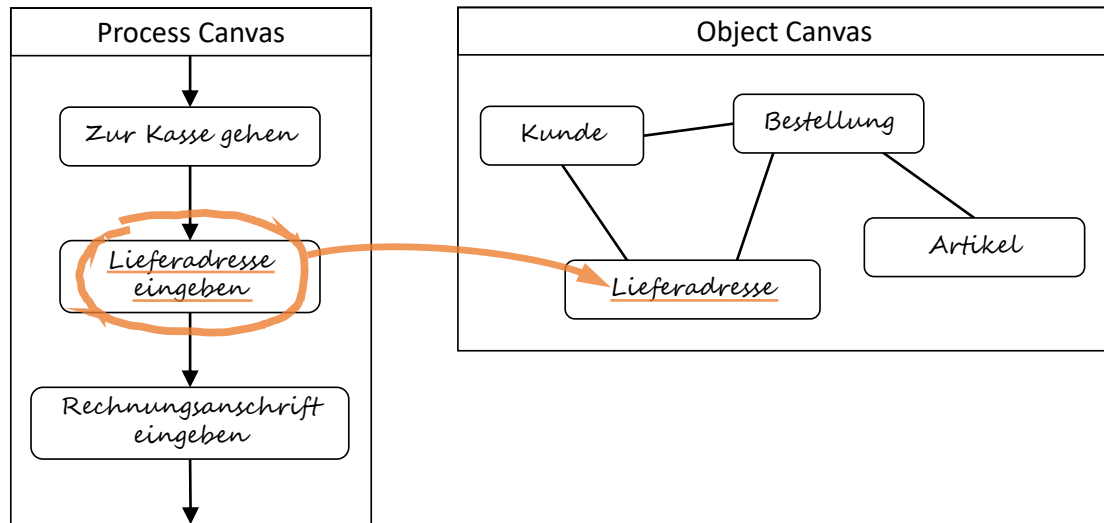 Process Canvas
Zur Kasse gehen
Lieferadresse
eingeben
Rechnungsanschrift
eingeben
Object Canvas
Kunde
Bestellung
Artikel
Lieferadresse